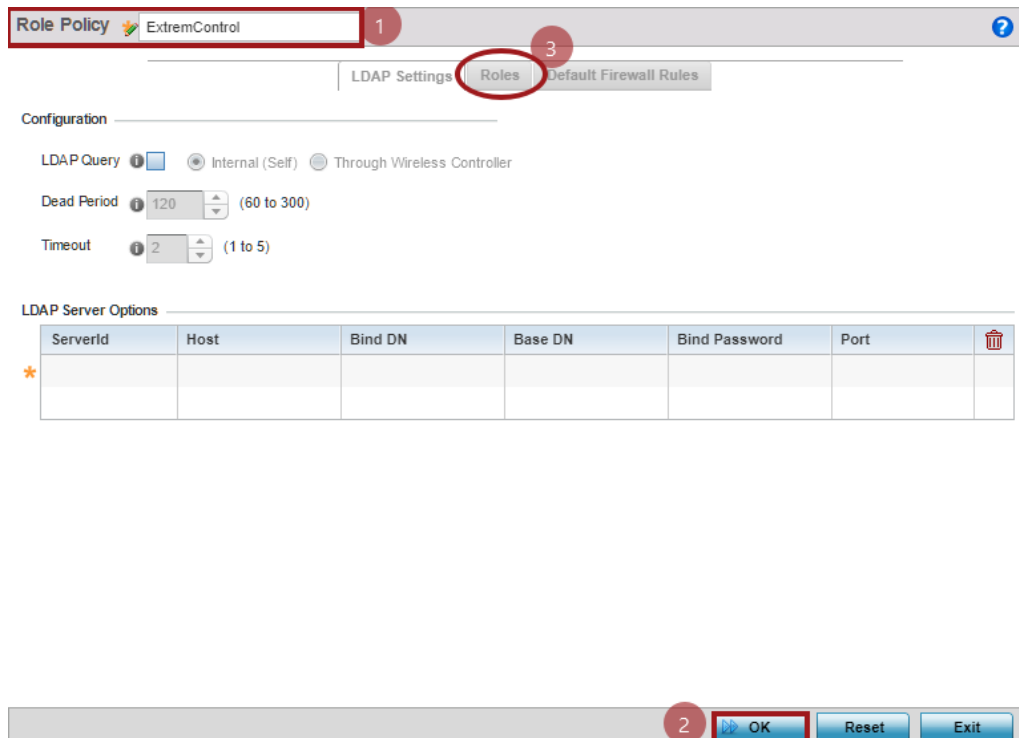 Role Policy ExtremControl 1
3
LDAP Settings Roles Default Firewall Rules
Configuration
LDAP Query Internal (Self) Through Wireless Controller
Dead Period 120 (60 to 300)
Timeout 2 (1 to 5)
LDAP Server Options
ServerId Host Bind DN Base DN Bind Password Port
2 OK Reset Exit